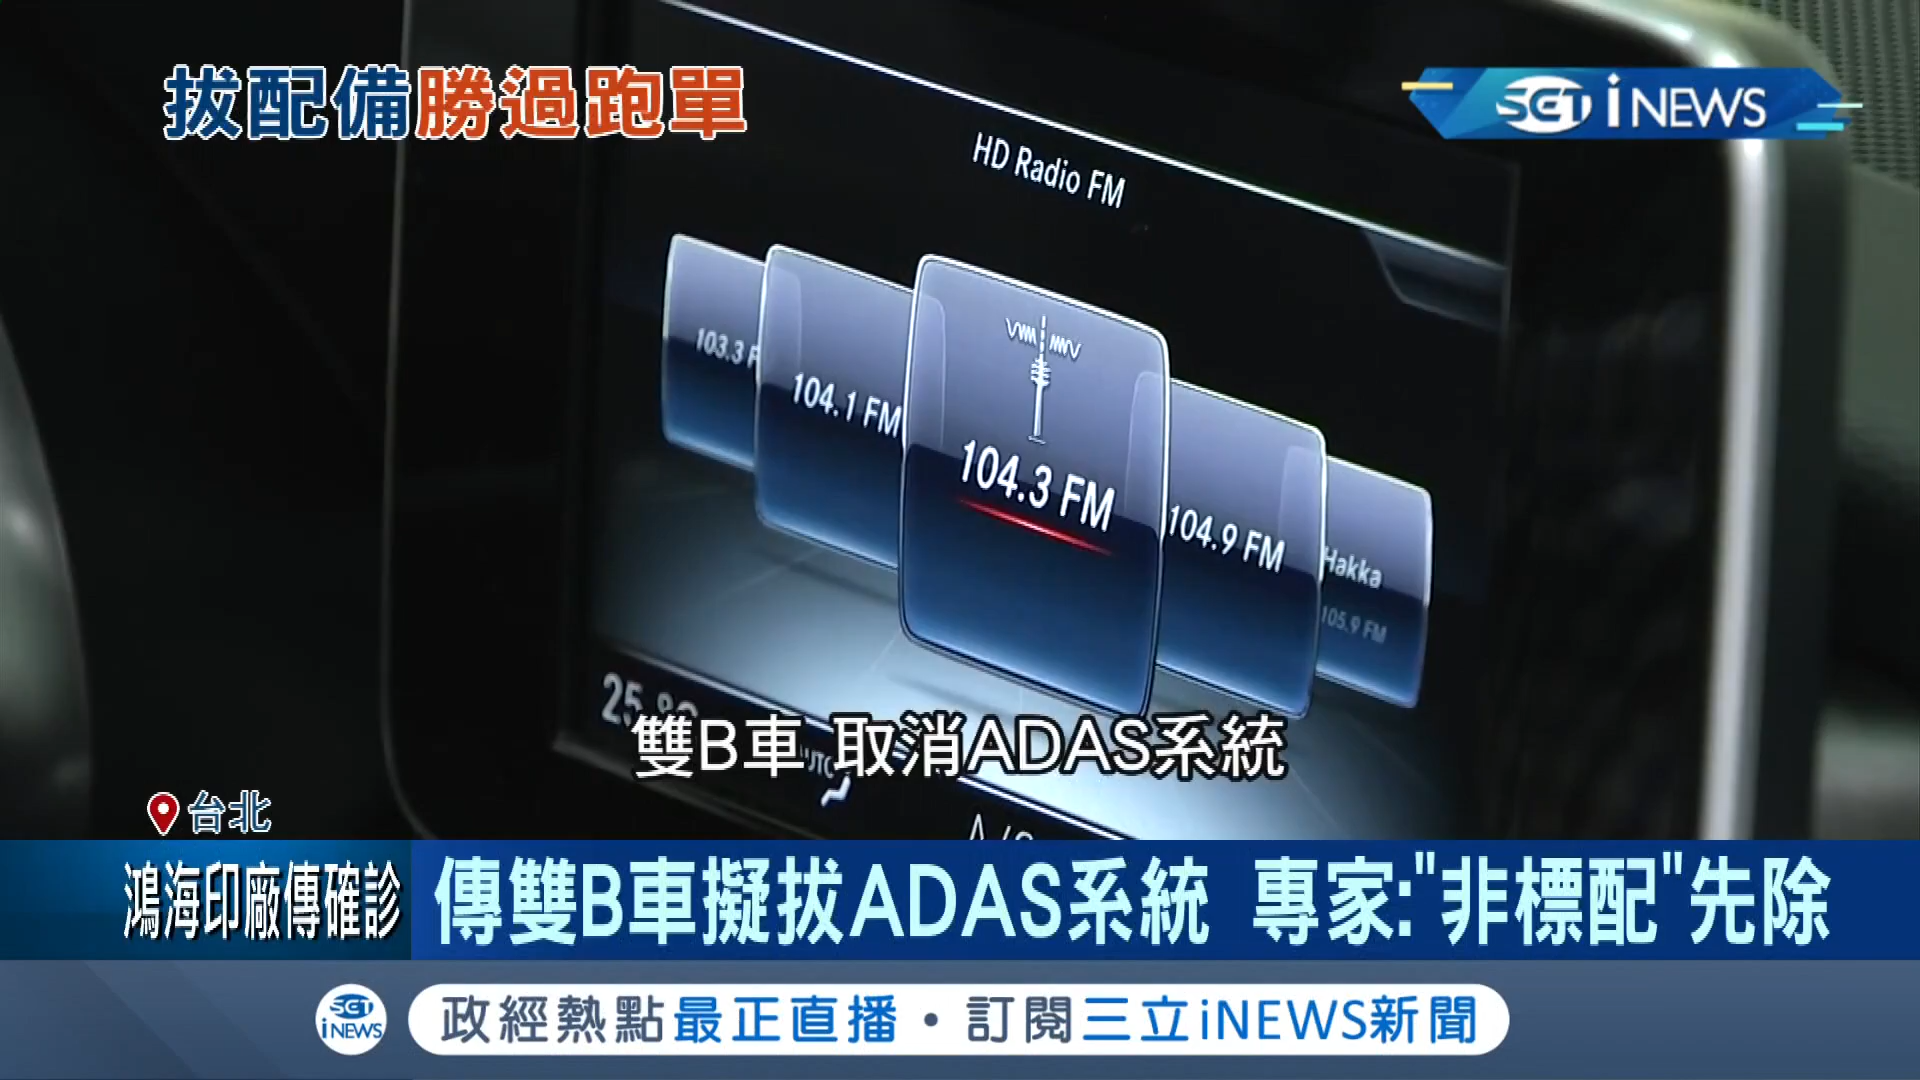 拔配備勝過跑單
SET iNEWS
HD Radio FM
103.3 F
104.1 FM
104.3 FM
104.9 FM
Hakka
105.9 FM
雙B車 取消ADAS系統
台北
鴻海印廠傳確診
傳雙B車擬拔ADAS系統 專家:"非標配"先除
SET iNEWS
政經熱點最正直播·訂閱三立iNEWS新聞